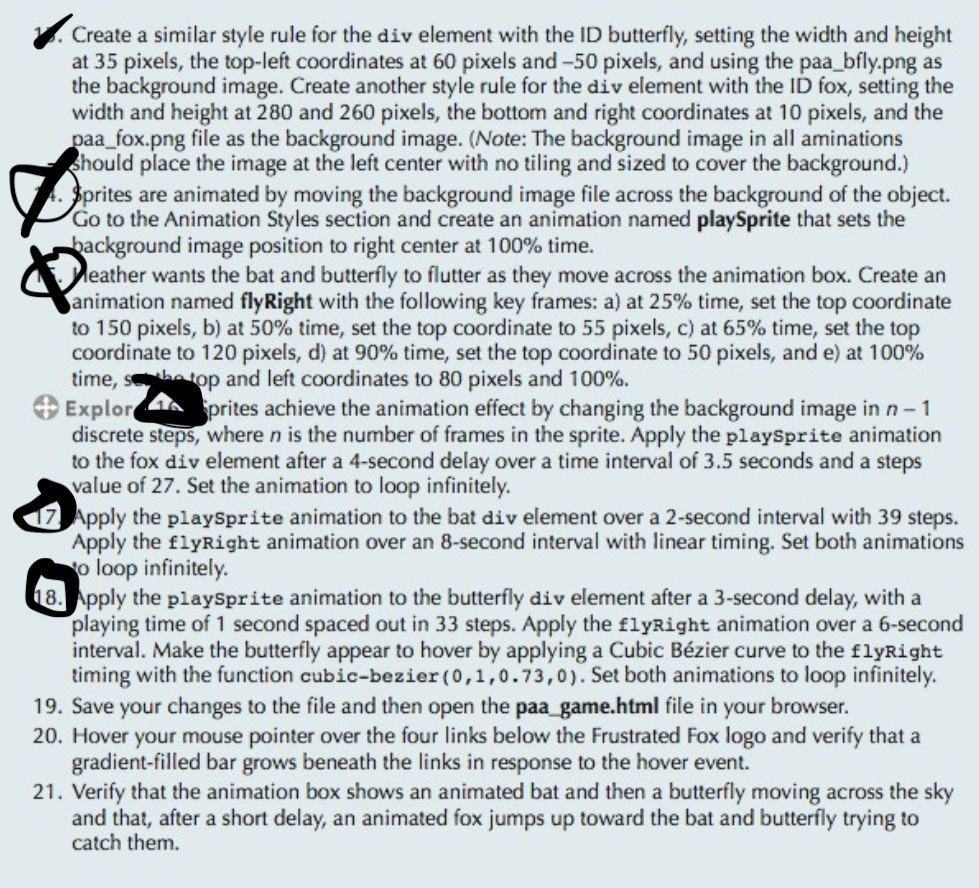 . Create a similar style rule for the div element with the ID butterfly, setting the width and height
at 35 pixels, the top-left coordinates at 60 pixels and –50 pixels, and using the paa_bfly.png as
the background image. Create another style rule for the div element with the ID fox, setting the
width and height at 280 and 260 pixels, the bottom and right coordinates at 10 pixels, and the
paa_fox.png file as the background image. (Note: The background image in all aminations
should place the image at the left center with no tiling and sized to cover the background.)
Sprites are animated by moving the background image file across the background of the object.
Go to the Animation Styles section and create an animation named playSprite that sets the
background image position to right center at 100% time.
Heather wants the bat and butterfly to flutter as they move across the animation box. Create an
animation named flyRight with the following key frames: a) at 25% time, set the top coordinate
to 150 pixels, b) at 50% time, set the top coordinate to 55 pixels, c) at 65% time, set the top
coordinate to 120 pixels, d) at 90% time, set the top coordinate to 50 pixels, and e) at 100%
time, set the top and left coordinates to 80 pixels and 100%.
Explore 16. Sprites achieve the animation effect by changing the background image in n – 1
discrete steps, where n is the number of frames in the sprite. Apply the playSprite animation
to the fox div element after a 4-second delay over a time interval of 3.5 seconds and a steps
value of 27. Set the animation to loop infinitely.
17. Apply the playSprite animation to the bat div element over a 2-second interval with 39 steps.
Apply the flyRight animation over an 8-second interval with linear timing. Set both animations
to loop infinitely.
18. Apply the playSprite animation to the butterfly div element after a 3-second delay, with a
playing time of 1 second spaced out in 33 steps. Apply the flyRight animation over a 6-second
interval. Make the butterfly appear to hover by applying a Cubic Bézier curve to the flyRight
timing with the function cubic-bezier(0,1,0.73,0). Set both animations to loop infinitely.
19. Save your changes to the file and then open the paa_game.html file in your browser.
20. Hover your mouse pointer over the four links below the Frustrated Fox logo and verify that a
gradient-filled bar grows beneath the links in response to the hover event.
21. Verify that the animation box shows an animated bat and then a butterfly moving across the sky
and that, after a short delay, an animated fox jumps up toward the bat and butterfly trying to
catch them.